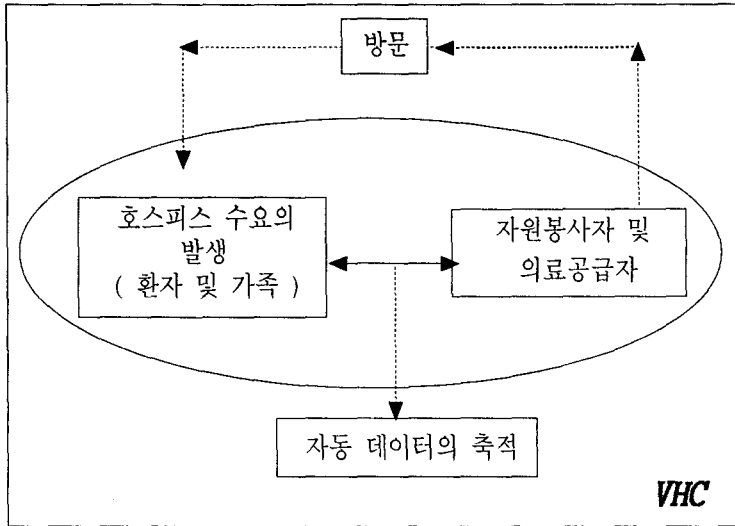 방문
호스피스 수요의
발생
( 환자 및 가족 )
자원봉사자 및
의료공급자
자동 데이터의 축적
VHC